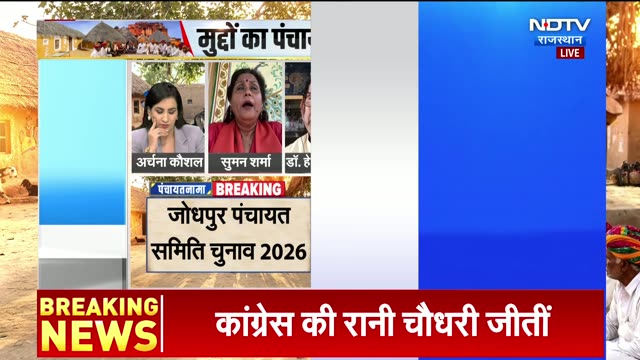 मुद्दों का पंचाय
NDTV
राजस्थान
LIVE
अर्चना कौशल
सुमन शर्मा
डॉ. हे
पंचायतनामा
BREAKING
जोधपुर पंचायत
समिति चुनाव 2026
BREAKING
NEWS
कांग्रेस की रानी चौधरी जीतीं